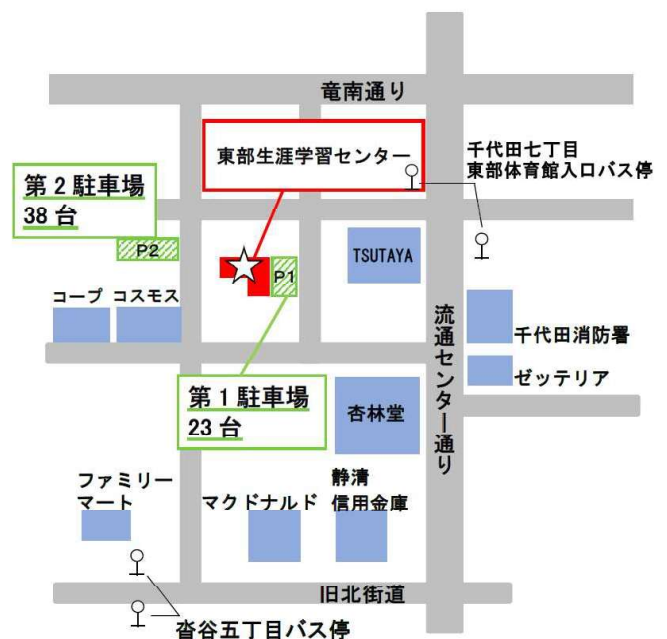 竜南通り
東部生涯学習センター
千代田七丁目
東部体育館入口バス停
第2駐車場
38台
P2
P1
TSUTAYA
コープ
コスモス
流通センター通り
千代田消防署
ゼッテリア
第1駐車場
23台
杏林堂
ファミリー
マート
マクドナルド
静清
信用金庫
旧北街道
沓谷五丁目バス停